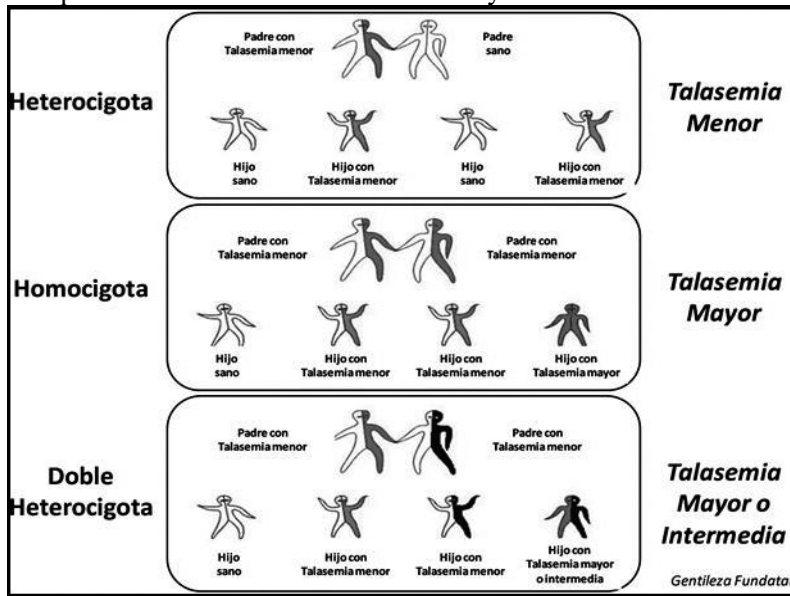 Padre con
Talasemia menor
Padre
sano
Heterocigota
Talasemia
Menor
Hijo
sano
Hijo con
Talasemia menor
Hijo
sano
Hijo con
Talasemia menor
Padre con
Talasemia menor
Padre con
Talasemia menor
Homocigota
Talasemia
Mayor
Hijo
sano
Hijo con
Talasemia menor
Hijo con
Talasemia menor
Hijo con
Talasemia mayor
Padre con
Talasemia menor
Padre con
Talasemia menor
Doble
Heterocigota
Talasemia
Mayor o
Intermedia
Hijo
sano
Hijo con
Talasemia menor
Hijo con
Talasemia menor
Hijo con
Talasemia mayor
o intermedia
Gentileza Fundatal